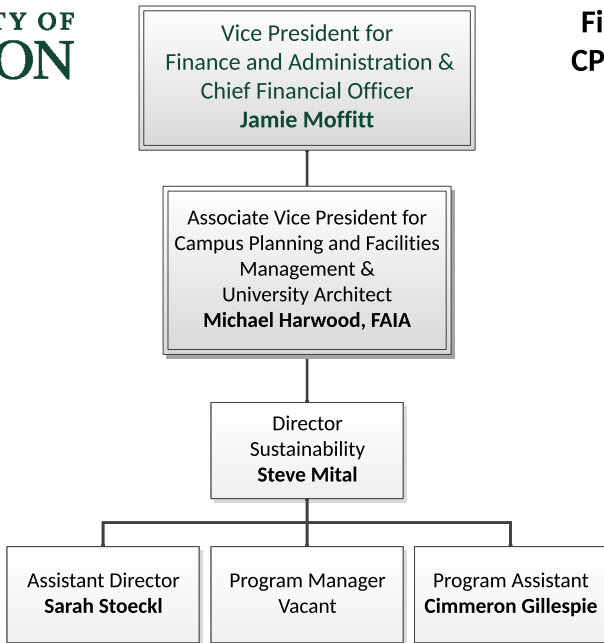 TY OF
ON
Fi
CP
Vice President for
Finance and Administration &
Chief Financial Officer
Jamie Moffitt
Associate Vice President for
Campus Planning and Facilities
Management &
University Architect
Michael Harwood, FAIA
Director
Sustainability
Steve Mital
Assistant Director
Sarah Stoeckl
Program Manager
Vacant
Program Assistant
Cimmeron Gillespie